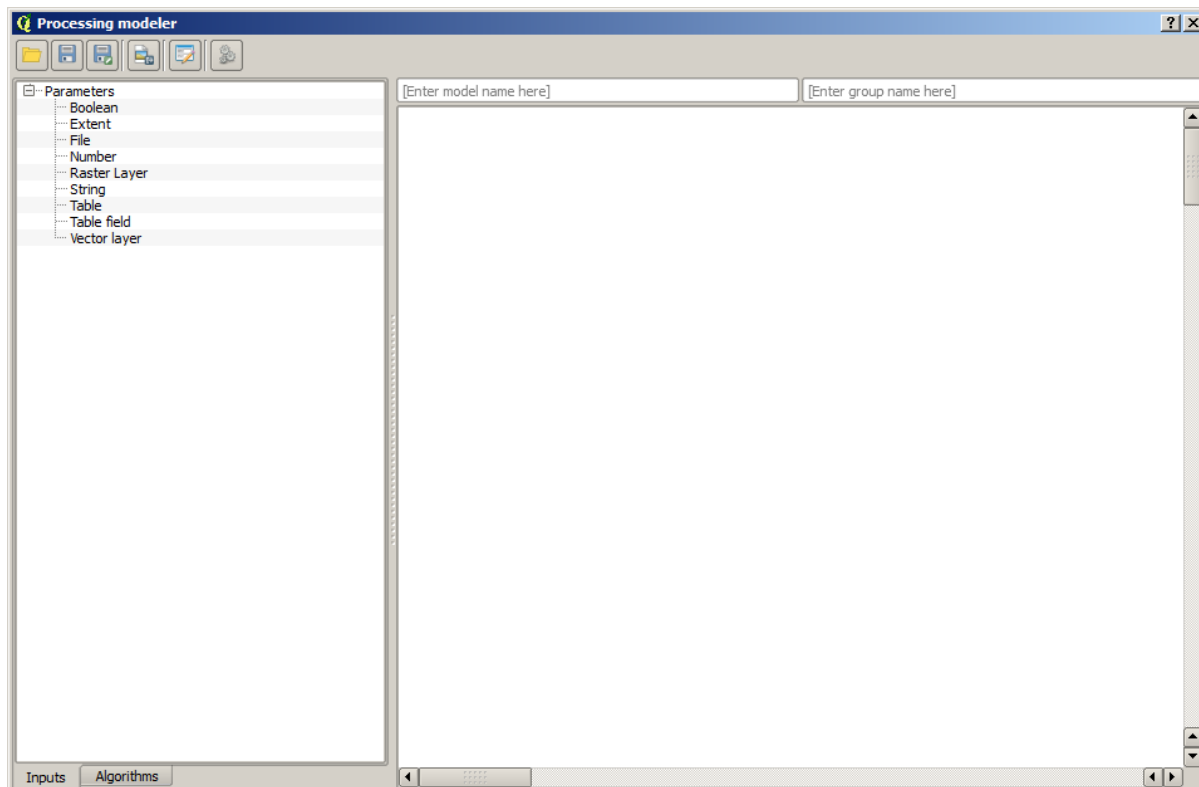 Processing modeler
Parameters
Boolean
Extent
File
Number
Raster Layer
String
Table
Table field
Vector layer
[Enter model name here] [Enter group name here]
Inputs Algorithms